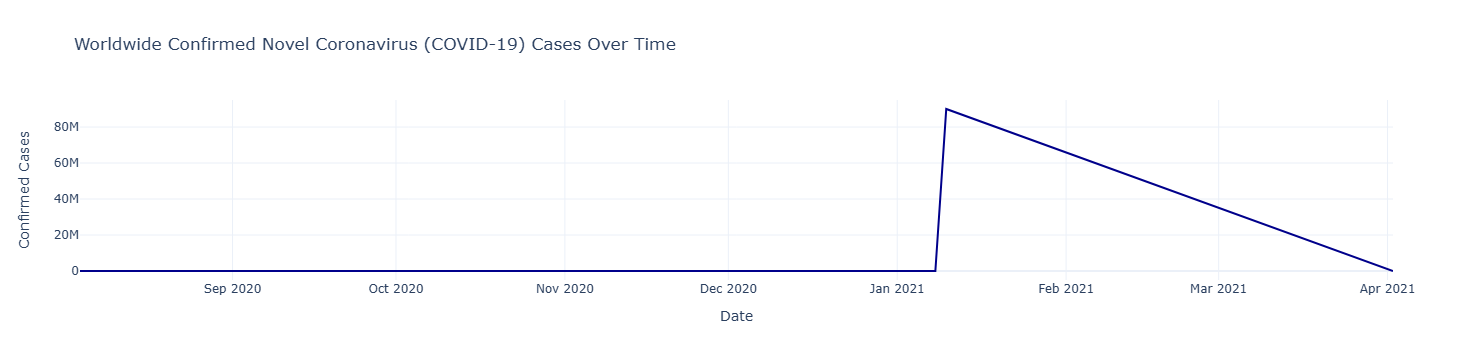 Worldwide Confirmed Novel Coronavirus (COVID-19) Cases Over Time
Confirmed Cases
80M
60M
40M
20M
0
Sep 2020 Oct 2020 Nov 2020 Dec 2020 Jan 2021 Feb 2021 Mar 2021 Apr 2021
Date